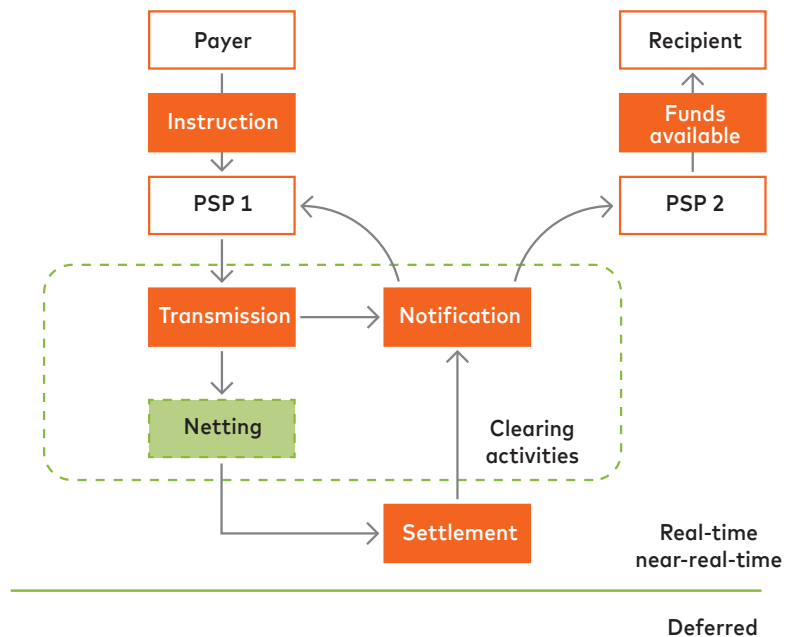 Payer
Recipient
Instruction
Funds
available
PSP 1
PSP 2
Transmission
Notification
Netting
Clearing
activities
Settlement
Real-time
near-real-time
Deferred